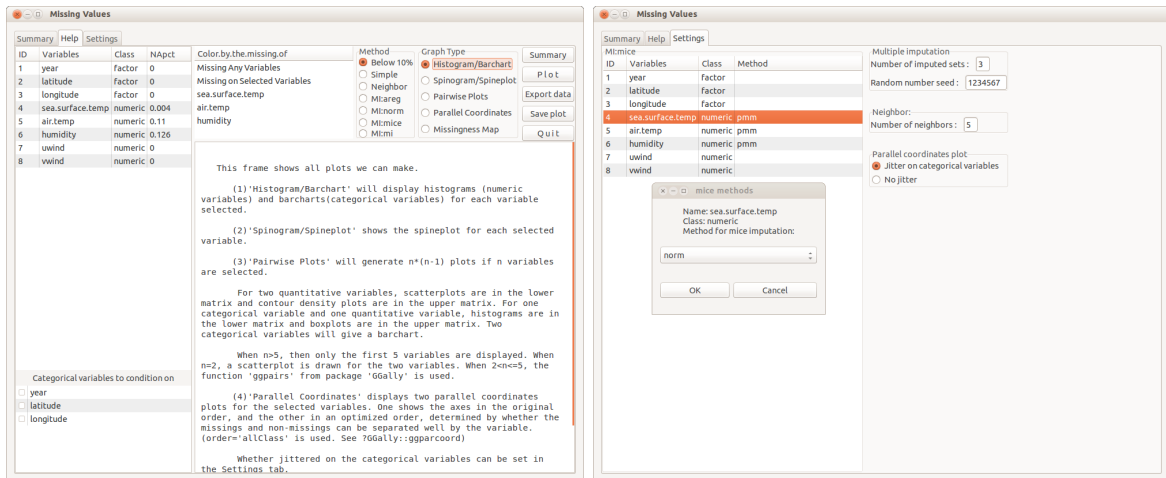 Missing Values
Summary Help Settings
ID Variables Class NApct
1 year factor 0
2 latitude factor 0
3 longitude factor 0
4 sea.surface.temp numeric 0.004
5 air.temp numeric 0.11
6 humidity numeric 0.126
7 uwind numeric 0
8 vwind numeric 0
Categorical variables to condition on
year
latitude
longitude
Color.by.the.missing.of
Missing Any Variables
Missing on Selected Variables
sea.surface.temp
air.temp
humidity
Method
Below 10%
Simple
Neighbor
MI:areg
MI:norm
MI:mice
MI:mi
Graph Type
Histogram/Barchart
Spinogram/Spineplot
Pairwise Plots
Parallel Coordinates
Missingness Map
Summary
Plot
Export data
Save plot
Quit
This frame shows all plots we can make.
(1)'Histogram/Barchart' will display histograms (numeric
variables) and barcharts(categorical variables) for each variable
selected.
(2)'Spinogram/Spineplot' shows the spineplot for each selected
variable.
(3)'Pairwise Plots' will generate n*(n-1) plots if n variables
are selected.
For two quantitative variables, scatterplots are in the lower
matrix and contour density plots are in the upper matrix. For one
categorical variable and one quantitative variable, histograms are in
the lower matrix and boxplots are in the upper matrix. Two
categorical variables will give a barchart.
When n>5, then only the first 5 variables are displayed. When
n=2, a scatterplot is drawn for the two variables. When 2<n<=5, the
function 'ggpairs' from package 'GGally' is used.
(4)'Parallel Coordinates' displays two parallel coordinates
plots for the selected variables. One shows the axes in the original
order, and the other in an optimized order, determined by whether the
missings and non-missings can be separated well by the variable.
(order='allClass' is used. See ?GGally::ggparcoord)
Whether jittered on the categorical variables can be set in
the Settings tab.
Missing Values
Summary Help Settings
MI:mice
ID Variables Class Method
1 year factor
2 latitude factor
3 longitude factor
4 sea.surface.temp numeric pmm
5 air.temp numeric pmm
6 humidity numeric pmm
7 uwind numeric
8 vwind numeric
mice methods
Name: sea.surface.temp
Class: numeric
Method for mice imputation:
norm
OK Cancel
Multiple imputation
Number of imputed sets : 3
Random number seed : 1234567
Neighbor:
Number of neighbors : 5
Parallel coordinates plot
Jitter on categorical variables
No jitter